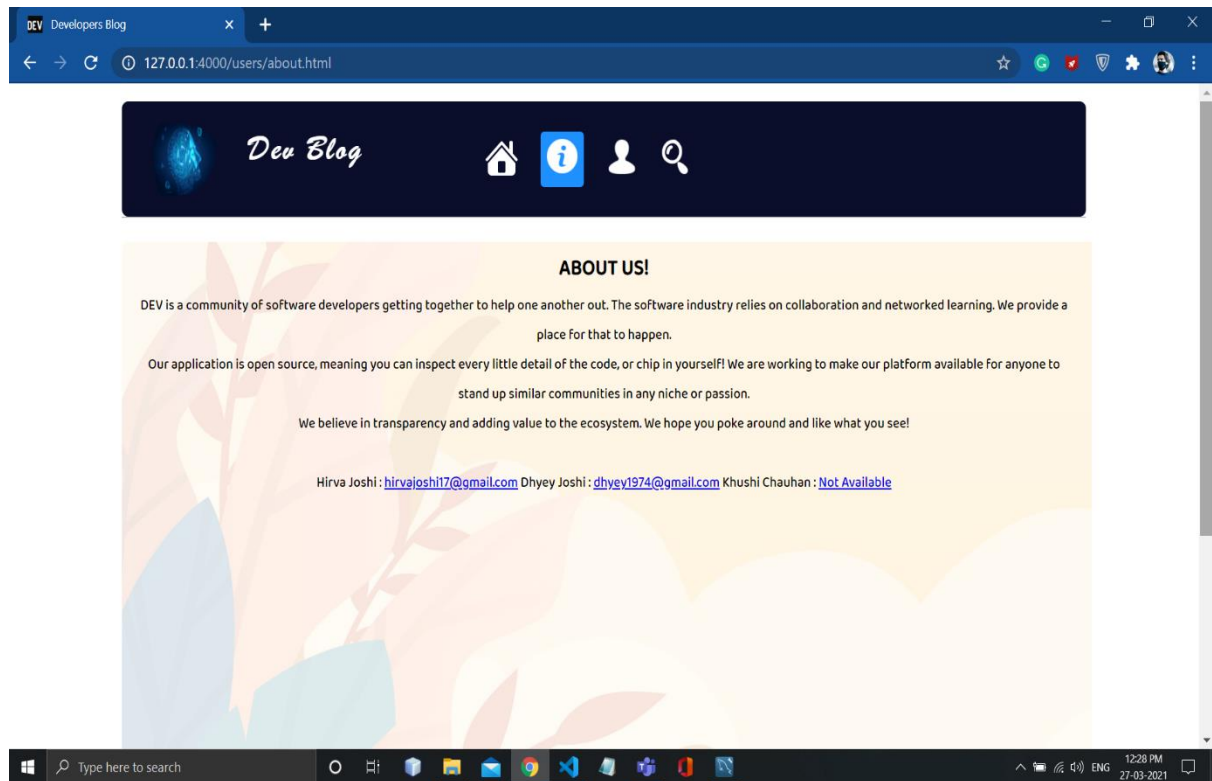 DEV Developers Blog
127.0.0.1:4000/users/about.html
Dev Blog
ABOUT US!
DEV is a community of software developers getting together to help one another out. The software industry relies on collaboration and networked learning. We provide a
place for that to happen.
Our application is open source, meaning you can inspect every little detail of the code, or chip in yourself! We are working to make our platform available for anyone to
stand up similar communities in any niche or passion.
We believe in transparency and adding value to the ecosystem. We hope you poke around and like what you see!
Hirva Joshi : hirvajoshi17@gmail.com Dhyey Joshi : dhyey1974@gmail.com Khushi Chauhan : Not Available
Type here to search
ENG
12:28 PM
27-03-2021